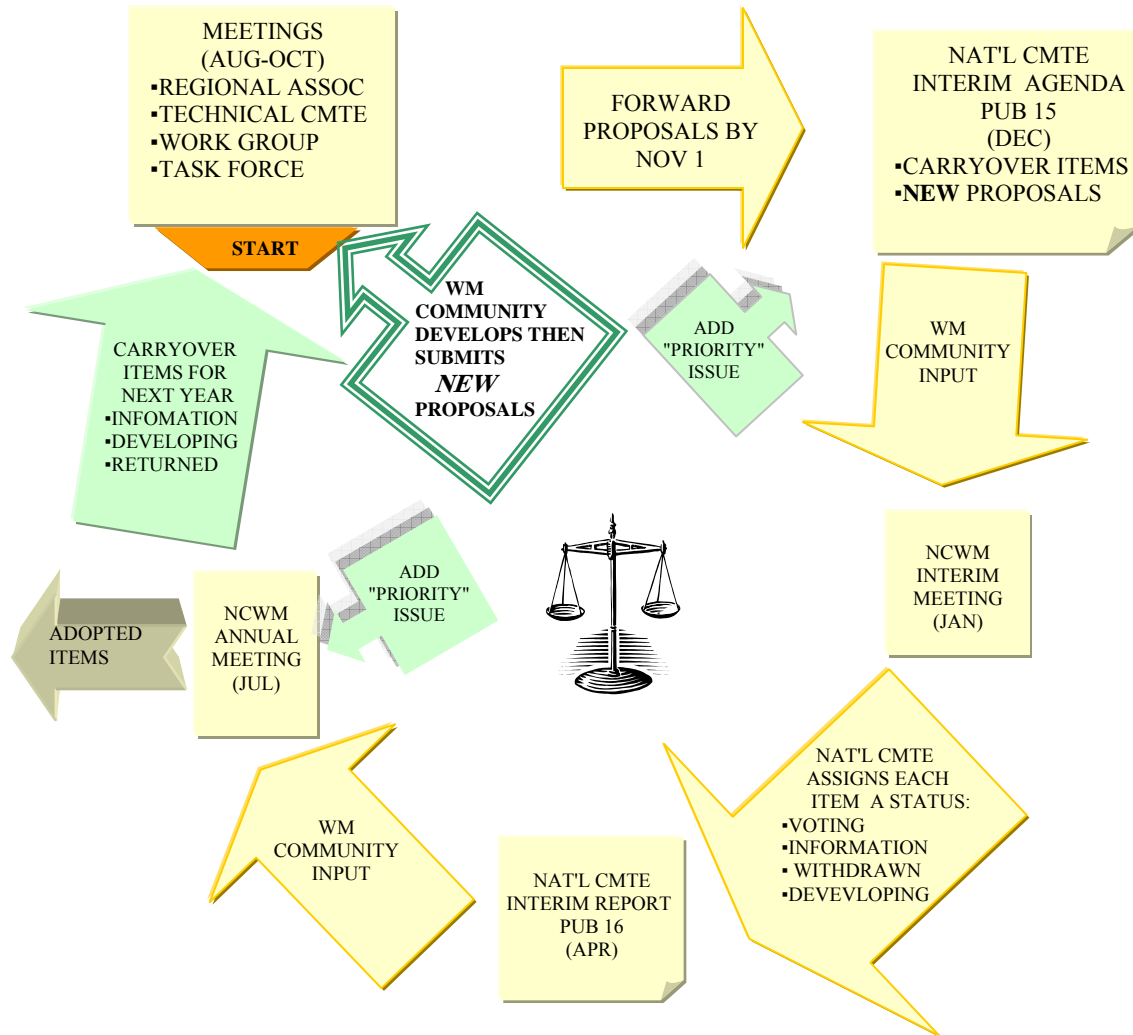 MEETINGS
(AUG-OCT)
▪REGIONAL ASSOC
▪TECHNICAL CMTE
▪WORK GROUP
▪TASK FORCE
START
FORWARD
PROPOSALS BY
NOV 1
NAT'L CMTE
INTERIM AGENDA
PUB 15
(DEC)
▪CARRYOVER ITEMS
▪NEW PROPOSALS
WM
COMMUNITY
DEVELOPS THEN
SUBMITS
NEW
PROPOSALS
ADD
"PRIORITY"
ISSUE
WM
COMMUNITY
INPUT
CARRYOVER
ITEMS FOR
NEXT YEAR
▪INFOMATION
▪DEVELOPING
▪RETURNED
NCWM
INTERIM
MEETING
(JAN)
ADD
"PRIORITY"
ISSUE
NCWM
ANNUAL
MEETING
(JUL)
ADOPTED
ITEMS
NAT'L CMTE
ASSIGNS EACH
ITEM A STATUS:
▪VOTING
▪INFORMATION
▪ WITHDRAWN
▪DEVEVLOPING
WM
COMMUNITY
INPUT
NAT'L CMTE
INTERIM REPORT
PUB 16
(APR)